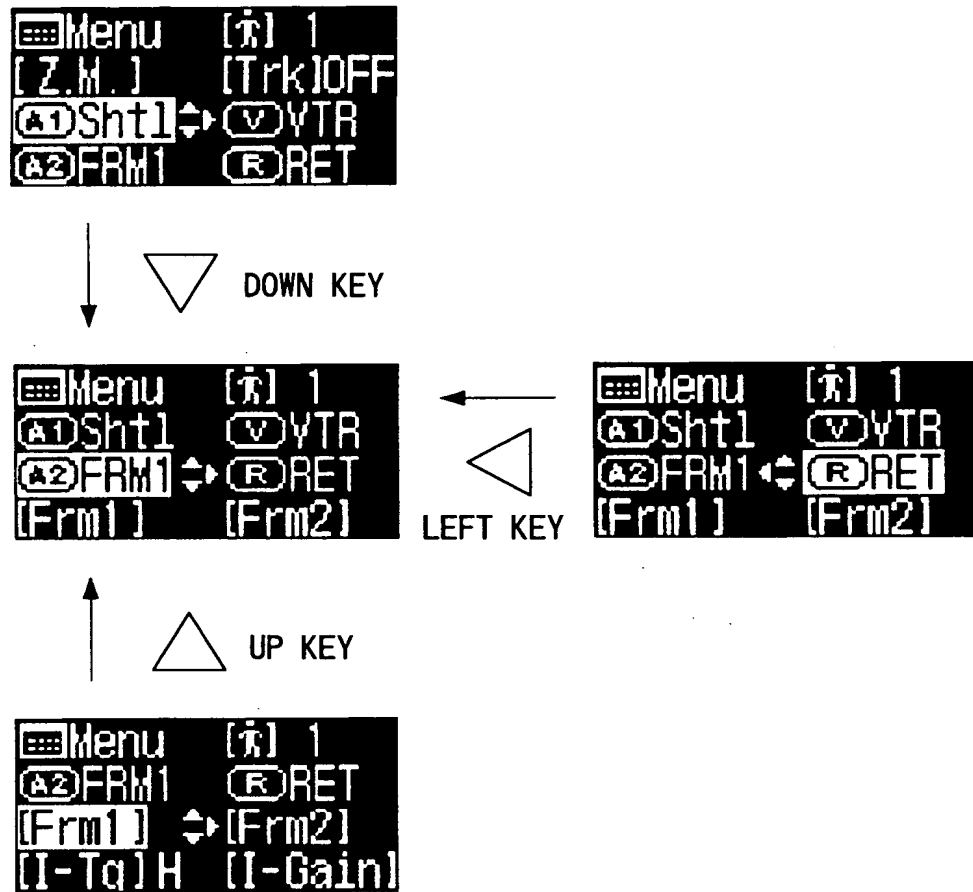 Menu [] 1
[Z.M.] [Trk]OFF
A1 Shtl V VTR
A2 FRM1 R RET
DOWN KEY
Menu [] 1
A1 Shtl V VTR
A2 FRM1 R RET
[Frm1] [Frm2]
LEFT KEY
Menu [] 1
A1 Shtl V VTR
A2 FRM1 R RET
[Frm1] [Frm2]
UP KEY
Menu [] 1
A2 FRM1 R RET
[Frm1] [Frm2]
[I-Tq]H [I-Gain]